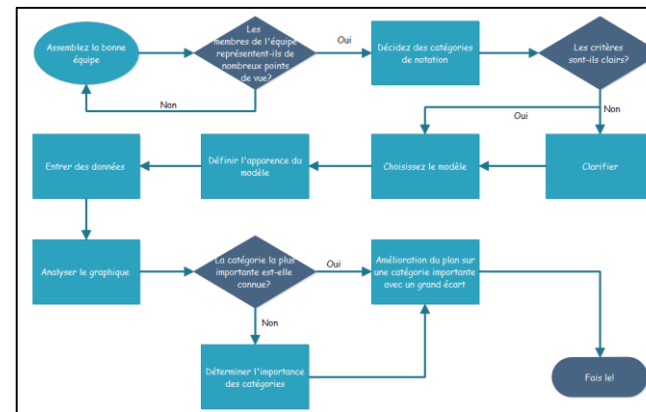 Assemblez la bonne
équipe
Les
membres de l'équipe
représentent-ils de
nombreux points
de vue?
Oui
Non
Décidez des catégories
de notation
Les critères
sont-ils clairs?
Oui
Non
Entrer des données
Définir l'apparence du
modèle
Choisissez le modèle
Clarifier
Analyser le graphique
La catégorie la plus
importante est-elle
connue?
Oui
Non
Amélioration du plan sur
une catégorie importante
avec un grand écart
Déterminer l'importance
des catégories
Fais le!